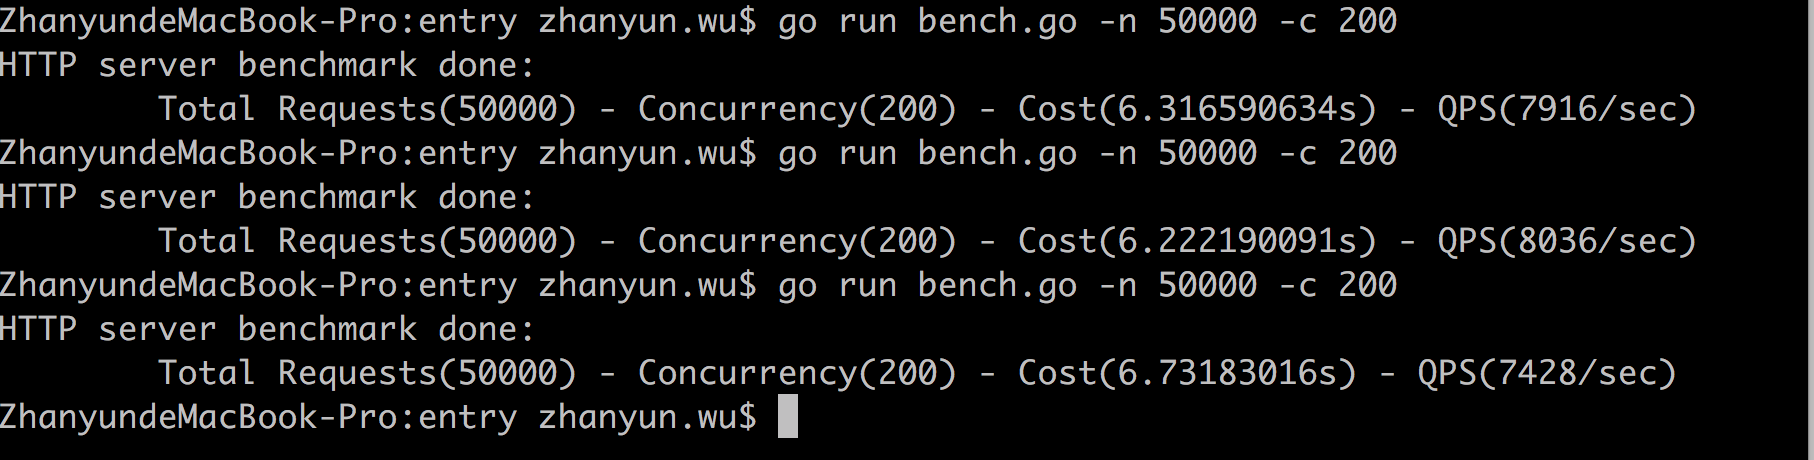 ZhanyundeMacBook-Pro:entry zhanyun.wu$ go run bench.go -n 50000 -c 200
HTTP server benchmark done:
Total Requests(50000) - Concurrency(200) - Cost(6.316590634s) - QPS(7916/sec)
ZhanyundeMacBook-Pro:entry zhanyun.wu$ go run bench.go -n 50000 -c 200
HTTP server benchmark done:
Total Requests(50000) - Concurrency(200) - Cost(6.222190091s) - QPS(8036/sec)
ZhanyundeMacBook-Pro:entry zhanyun.wu$ go run bench.go -n 50000 -c 200
HTTP server benchmark done:
Total Requests(50000) - Concurrency(200) - Cost(6.73183016s) - QPS(7428/sec)
ZhanyundeMacBook-Pro:entry zhanyun.wu$